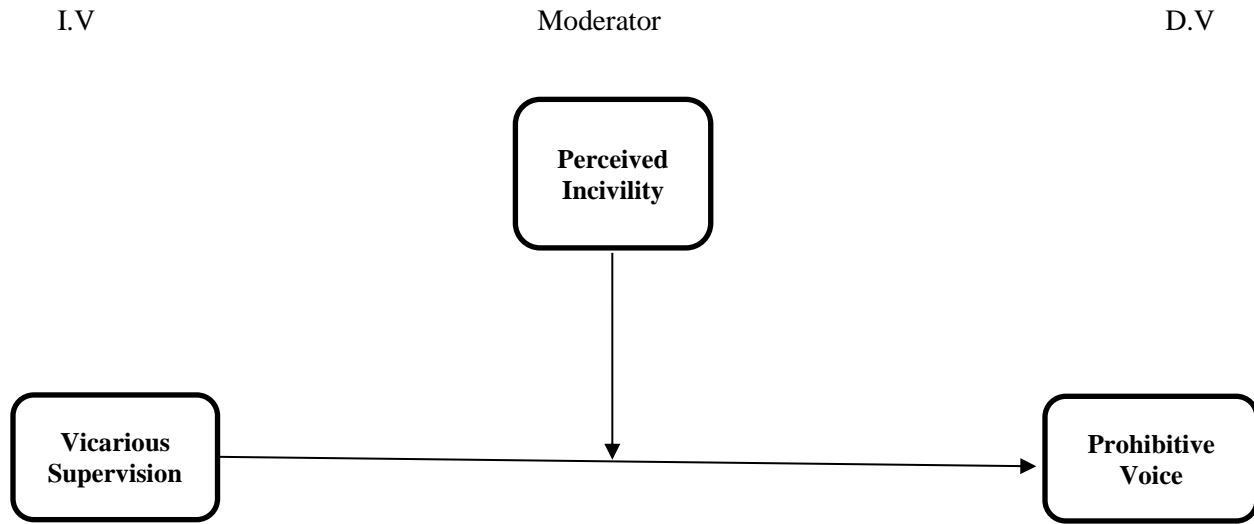 I.V Moderator D.V
Perceived
Incivility
Vicarious
Supervision
Prohibitive
Voice